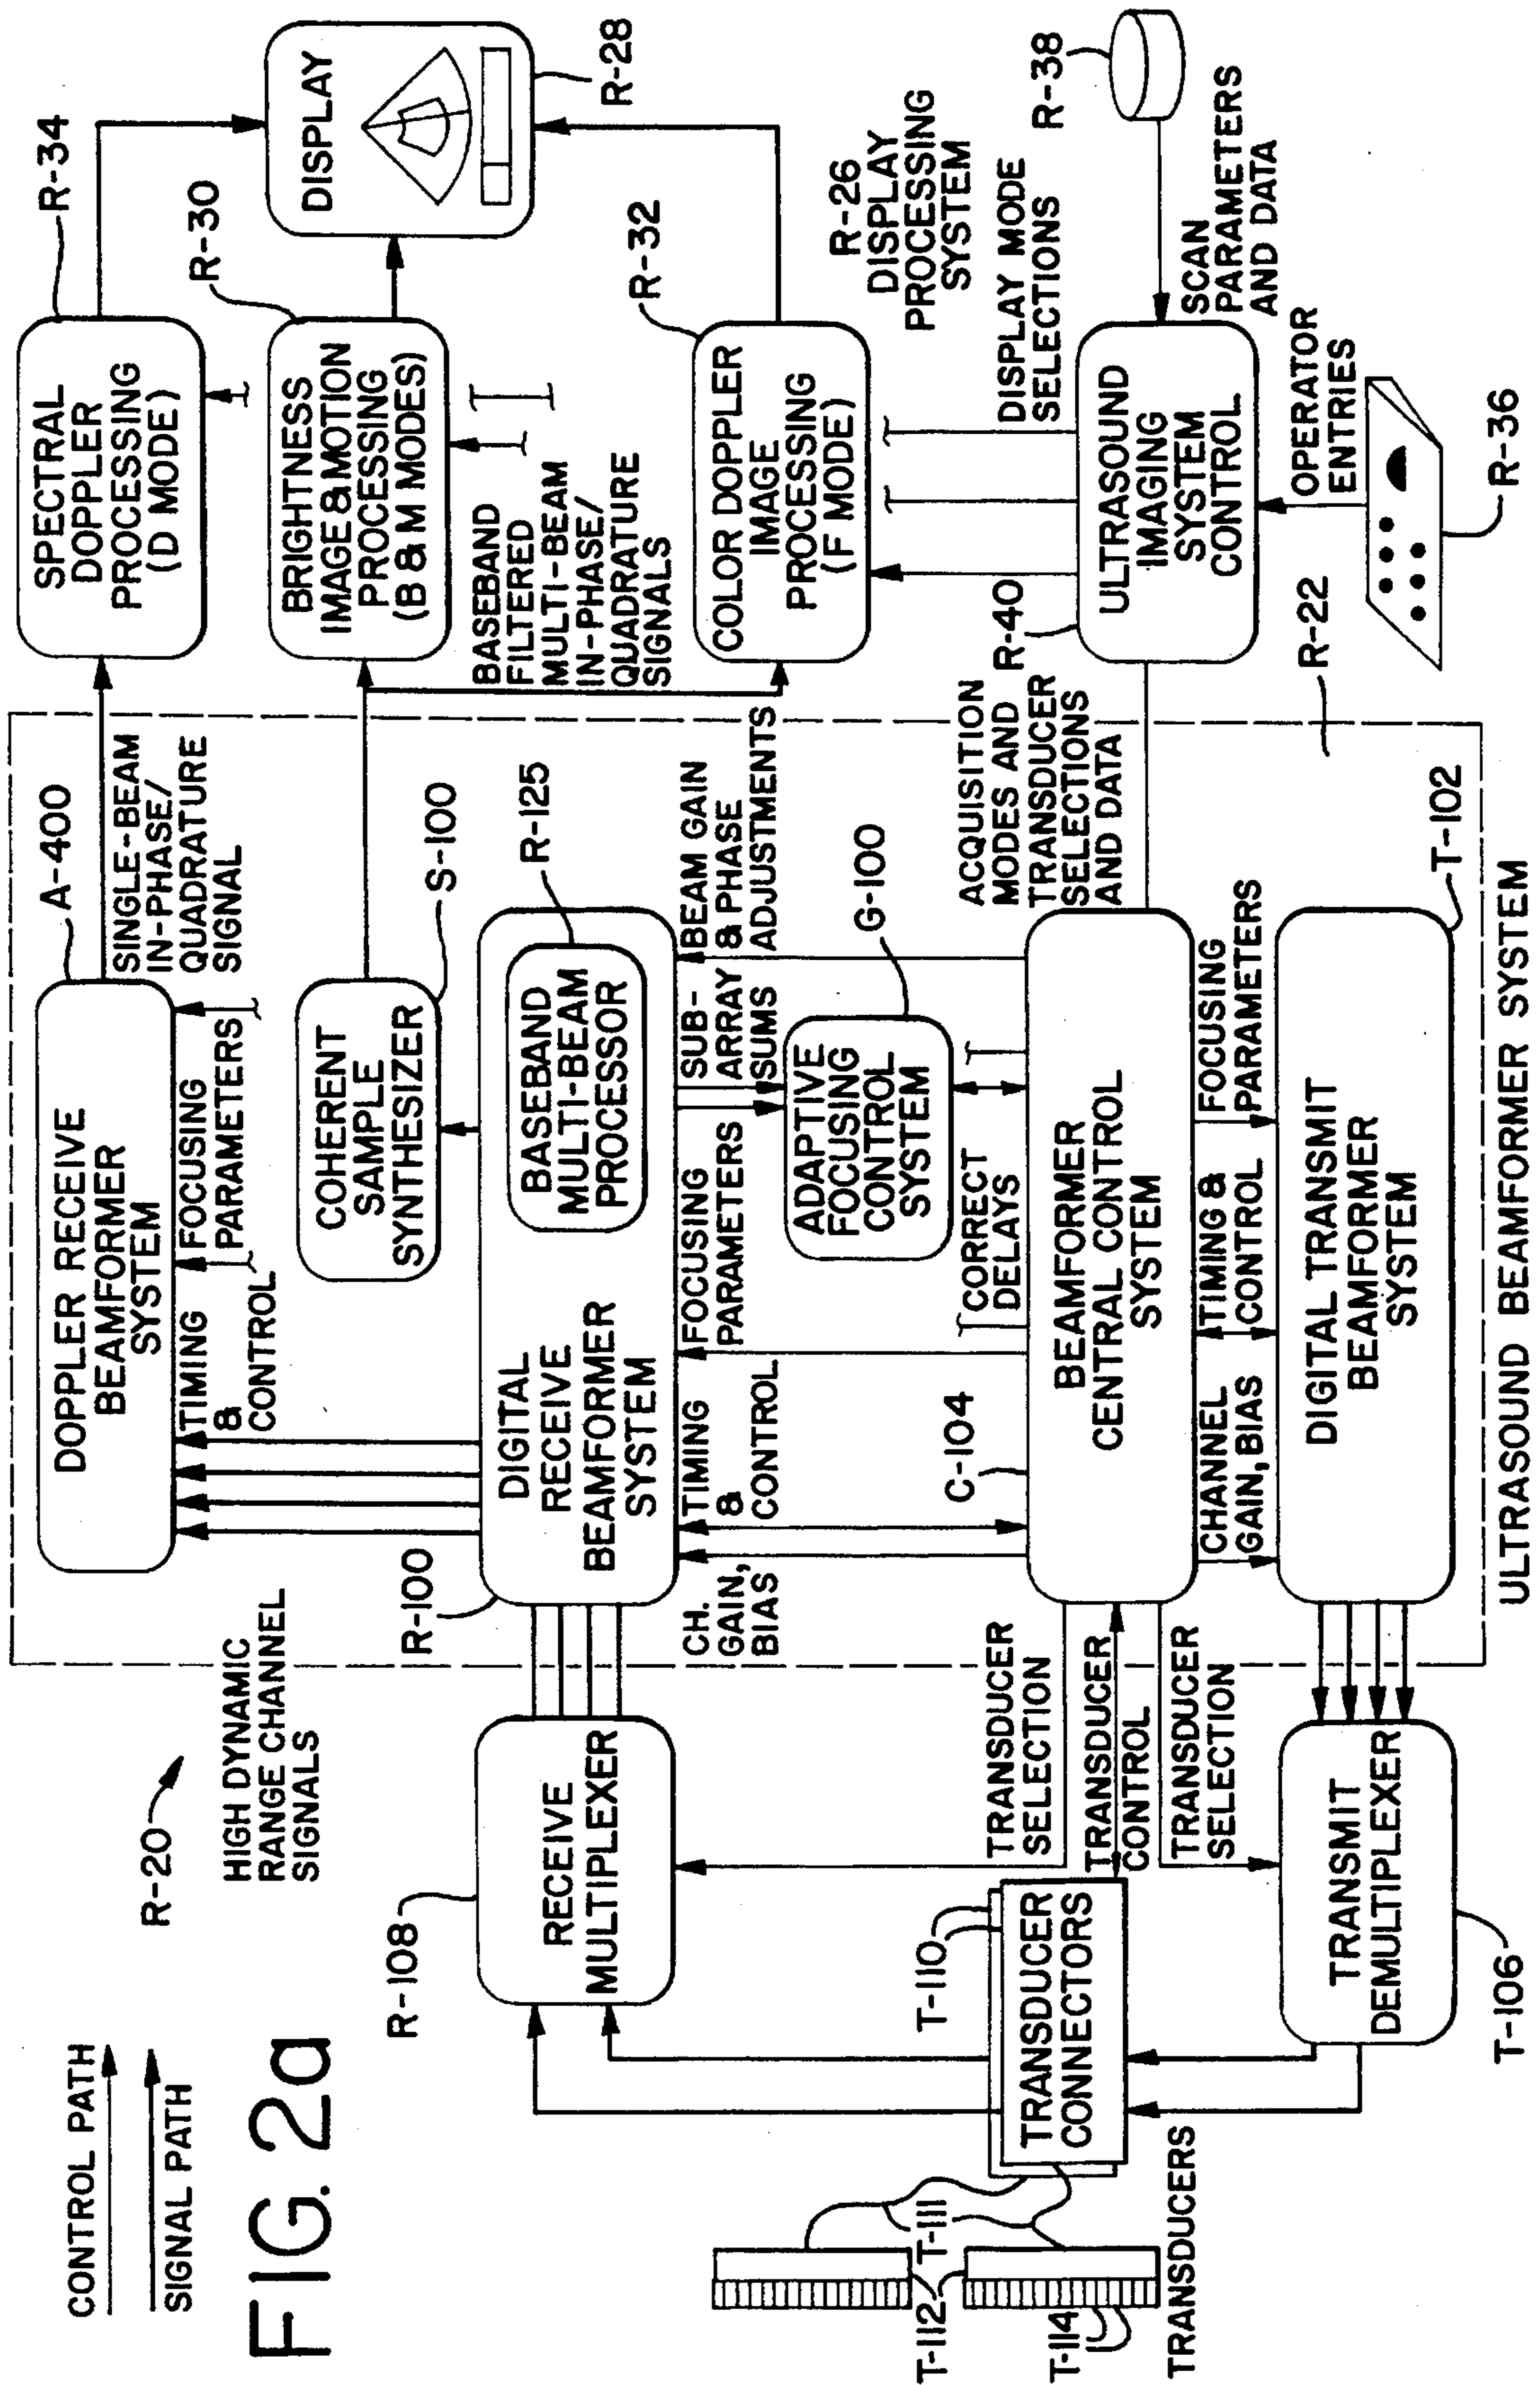 CONTROL PATH
SIGNAL PATH
FIG. 2a
R-20
HIGH DYNAMIC
RANGE CHANNEL
SIGNALS
DOPPLER RECEIVE
BEAMFORMER
SYSTEM
A-400
SINGLE-BEAM
IN-PHASE/
QUADRATURE
SIGNAL
TIMING
&
CONTROL
FOCUSING
PARAMETERS
SPECTRAL
DOPPLER
PROCESSING
(D MODE)
R-34
DISPLAY
R-28
COHERENT
SAMPLE
SYNTHESIZER
S-100
BRIGHTNESS
IMAGE & MOTION
PROCESSING
(B & M MODES)
R-30
BASEBAND
FILTERED
MULTI-BEAM
IN-PHASE/
QUADRATURE
SIGNALS
R-108
RECEIVE
MULTIPLEXER
R-100
DIGITAL
RECEIVE
BEAMFORMER
SYSTEM
BASEBAND
MULTI-BEAM
PROCESSOR
R-125
COLOR DOPPLER
IMAGE
PROCESSING
(F MODE)
R-32
R-26
DISPLAY
PROCESSING
SYSTEM
CH.
GAIN,
BIAS
TIMING
&
CONTROL
FOCUSING
PARAMETERS
SUB-
ARRAY
SUMS
BEAM GAIN
& PHASE
ADJUSTMENTS
ADAPTIVE
FOCUSING
CONTROL
SYSTEM
G-100
CORRECT
DELAYS
C-104
BEAMFORMER
CENTRAL CONTROL
SYSTEM
ACQUISITION
MODES AND
TRANSDUCER
SELECTIONS
AND DATA
R-40
DISPLAY MODE
SELECTIONS
R-38
ULTRASOUND
IMAGING
SYSTEM
CONTROL
SCAN
PARAMETERS
AND DATA
OPERATOR
ENTRIES
R-36
R-22
TRANSDUCER
SELECTION
TRANSDUCER
CONTROL
TRANSDUCER
SELECTION
T-110
TRANSDUCER
CONNECTORS
T-111
T-112
T-114
TRANSDUCERS
CHANNEL
GAIN, BIAS
TIMING &
CONTROL
FOCUSING
PARAMETERS
TRANSMIT
DEMULTIPLEXER
T-106
DIGITAL TRANSMIT
BEAMFORMER
SYSTEM
T-102
ULTRASOUND BEAMFORMER SYSTEM